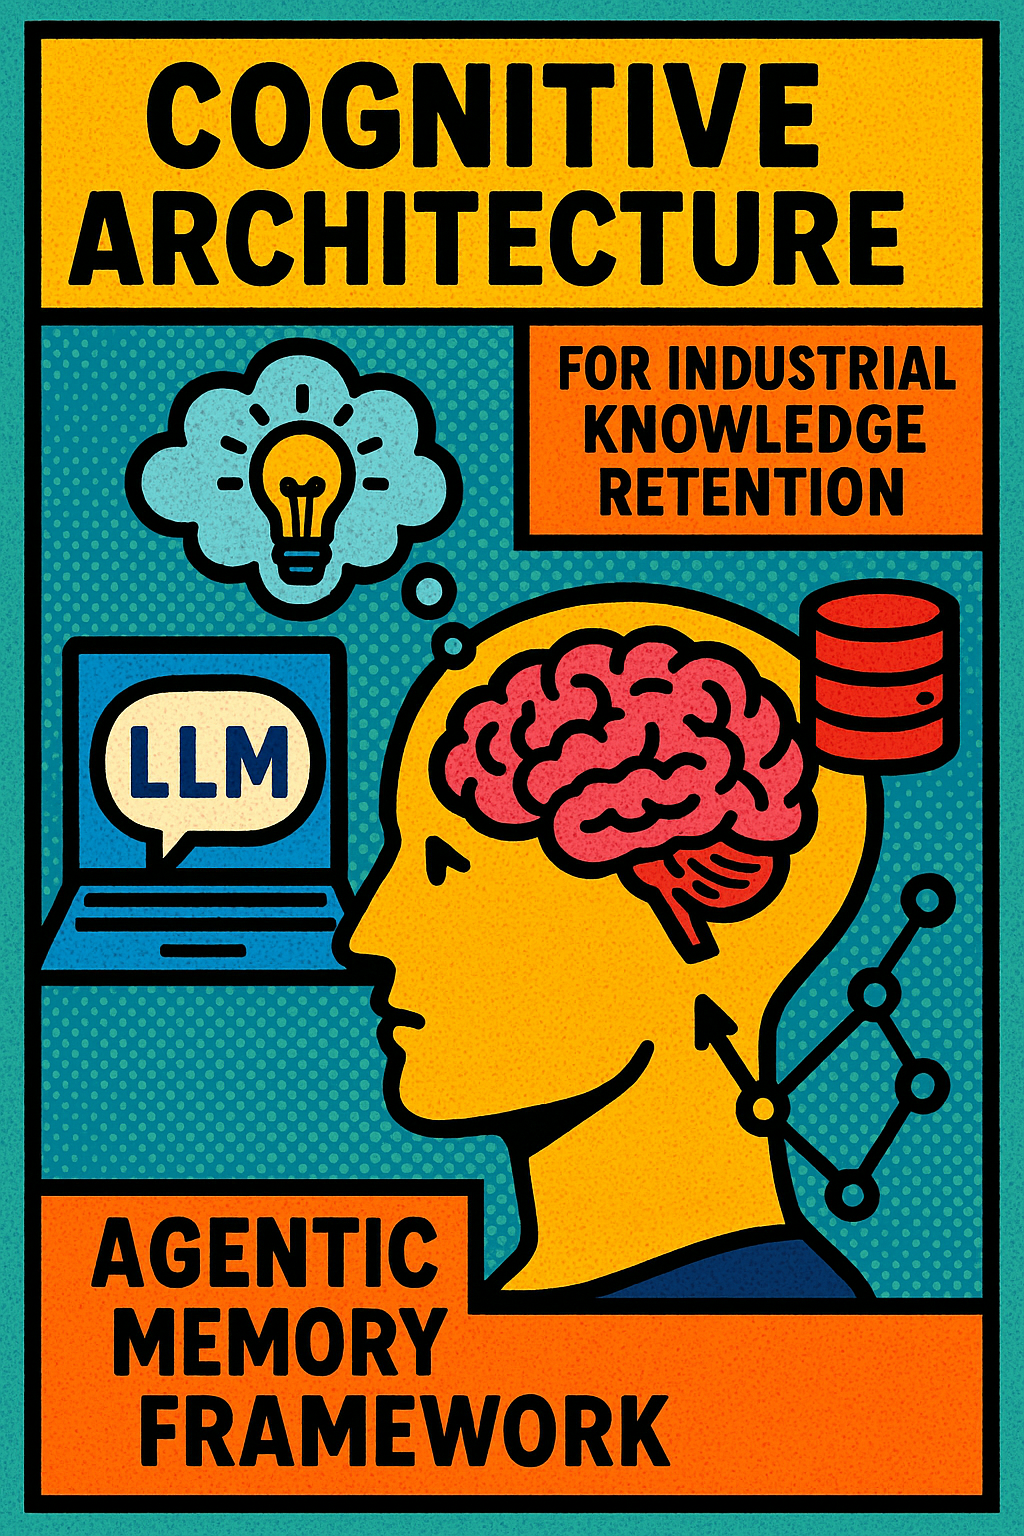 COGNITIVE
ARCHITECTURE
FOR INDUSTRIAL
KNOWLEDGE
RETENTION
LLM
AGENTIC
MEMORY
FRAMEWORK